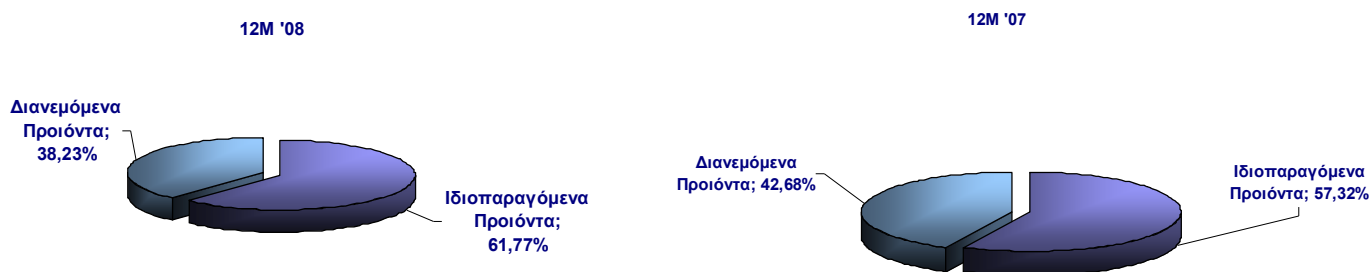 12M '08
Διανεμόμενα
Προιόντα;
38,23%
Ιδιοπαραγόμενα
Προιόντα;
61,77%
12M '07
Διανεμόμενα
Προιόντα; 42,68%
Ιδιοπαραγόμενα
Προιόντα; 57,32%